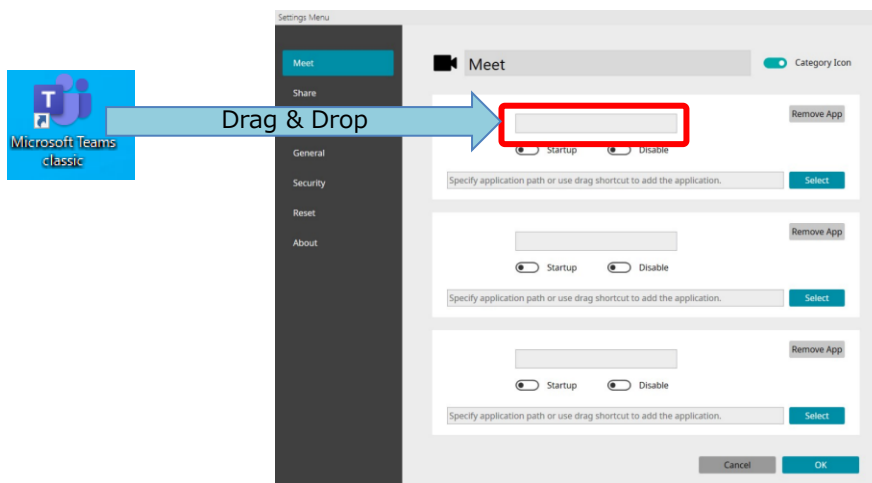 Settings Menu
Meet
Share
General
Security
Reset
About
T
Microsoft Teams
classic
Drag & Drop
Meet
Category Icon
Remove App
Startup
Disable
Specify application path or use drag shortcut to add the application.
Select
Remove App
Startup
Disable
Specify application path or use drag shortcut to add the application.
Select
Remove App
Startup
Disable
Specify application path or use drag shortcut to add the application.
Select
Cancel
OK